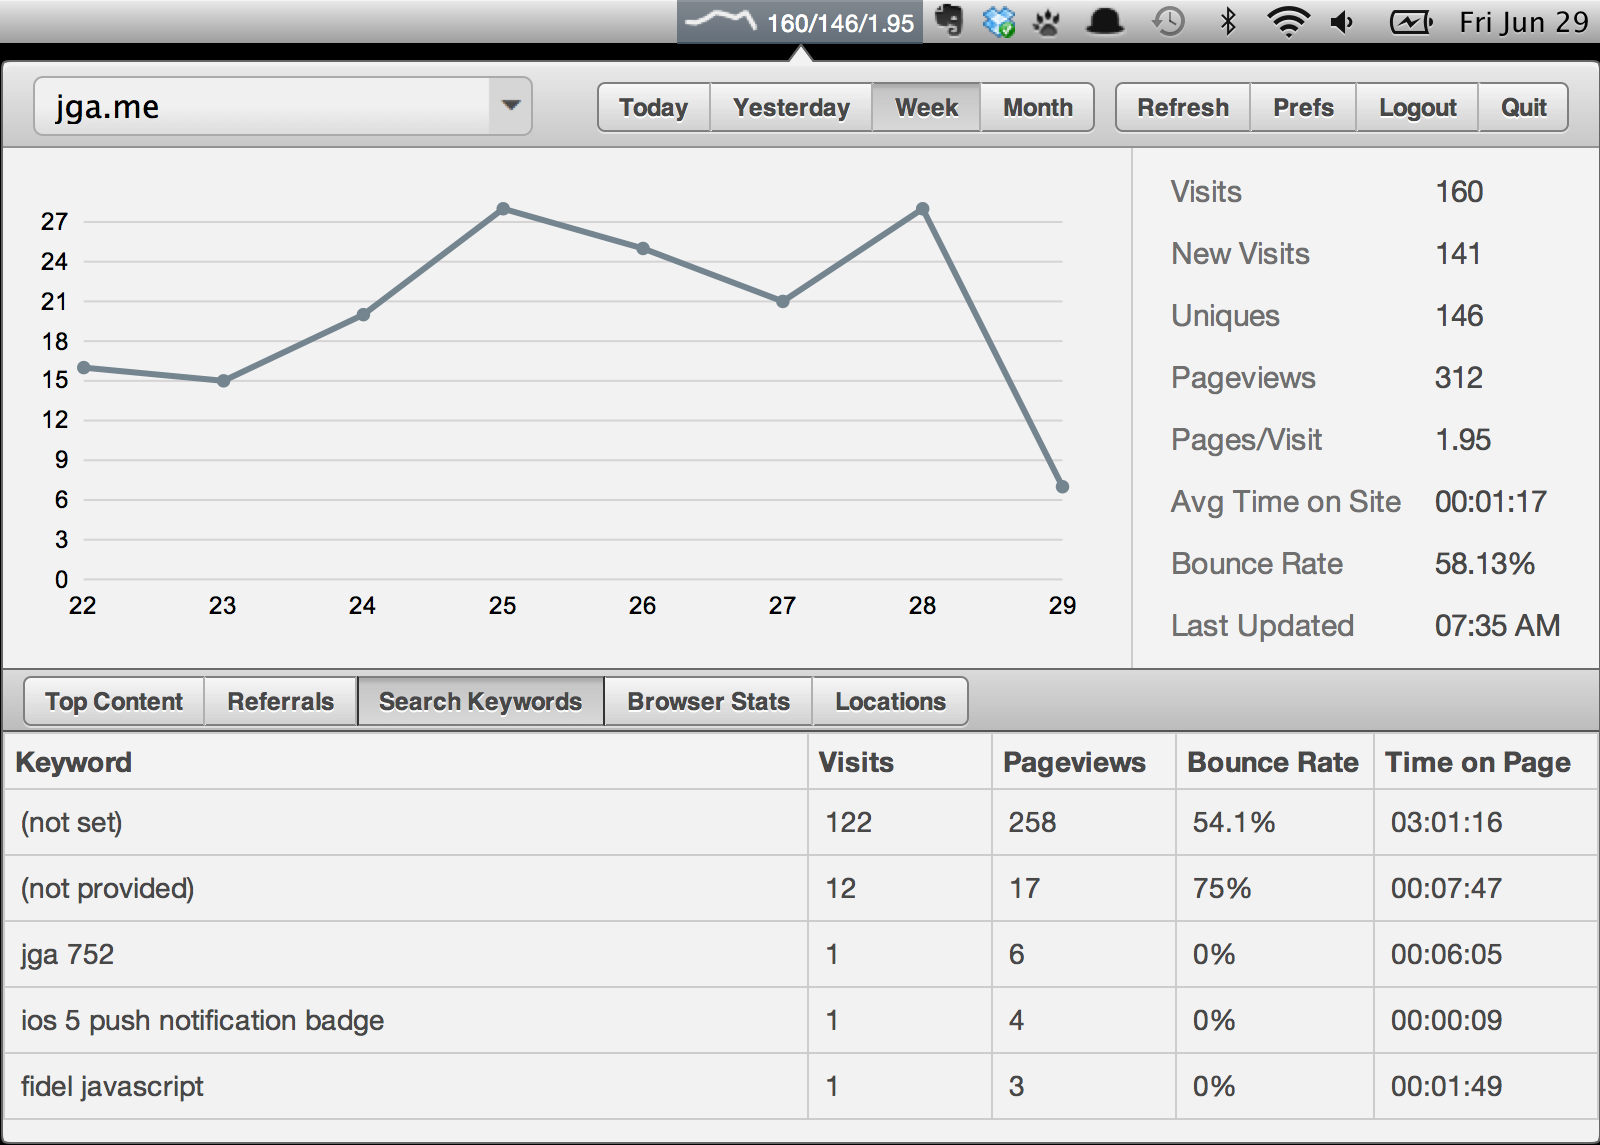 160/146/1.95 Fri Jun 29
jga.me Today Yesterday Week Month Refresh Prefs Logout Quit
27
24
21
18
15
12
9
6
3
0
22 23 24 25 26 27 28 29
Visits 160
New Visits 141
Uniques 146
Pageviews 312
Pages/Visit 1.95
Avg Time on Site 00:01:17
Bounce Rate 58.13%
Last Updated 07:35 AM
Top Content Referrals Search Keywords Browser Stats Locations
Keyword Visits Pageviews Bounce Rate Time on Page
(not set) 122 258 54.1% 03:01:16
(not provided) 12 17 75% 00:07:47
jga 752 1 6 0% 00:06:05
ios 5 push notification badge 1 4 0% 00:00:09
fidel javascript 1 3 0% 00:01:49